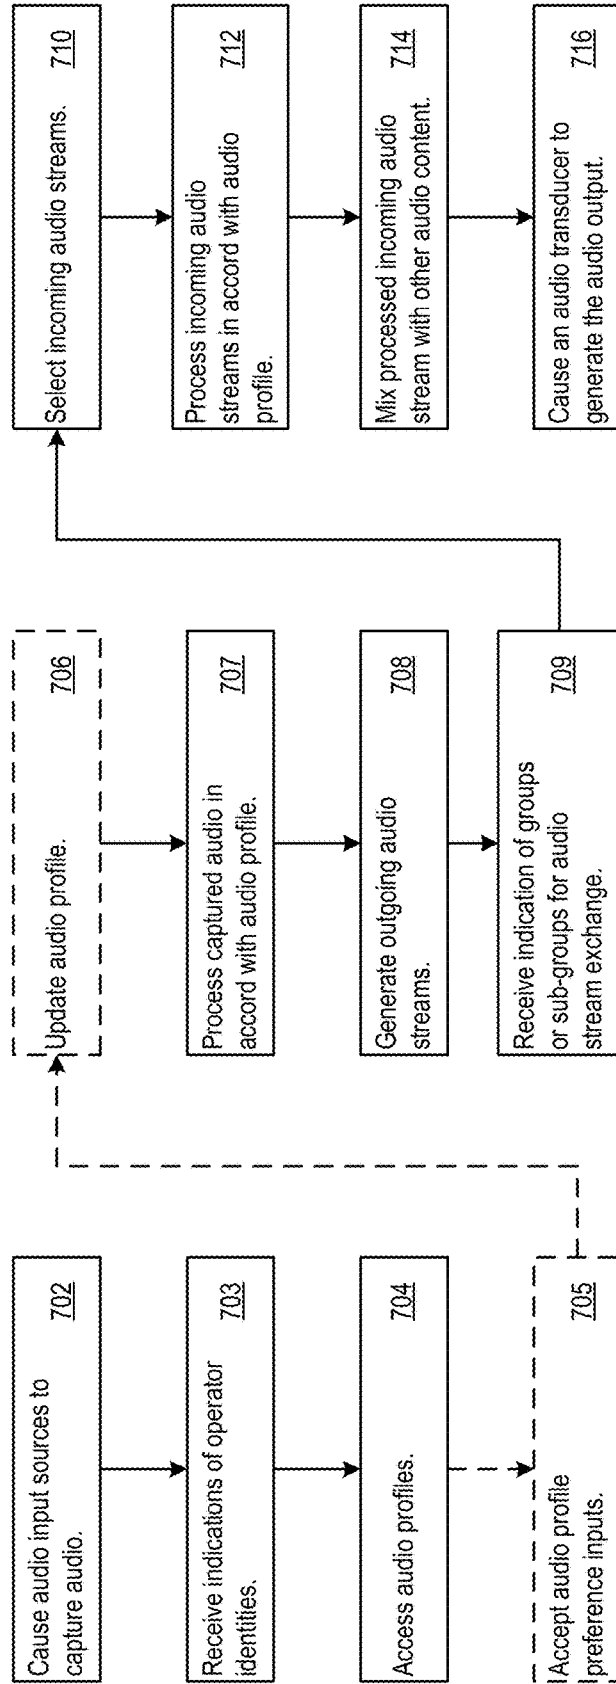 Cause audio input sources to
capture audio. 702
Receive indications of operator
identities. 703
Access audio profiles. 704
Accept audio profile
preference inputs. 705
Update audio profile. 706
Process captured audio in
accord with audio profile. 707
Generate outgoing audio
streams. 708
Receive indication of groups
or sub-groups for audio
stream exchange. 709
Select incoming audio streams. 710
Process incoming audio
streams in accord with audio
profile. 712
Mix processed incoming audio
stream with other audio content. 714
Cause an audio transducer to
generate the audio output. 716